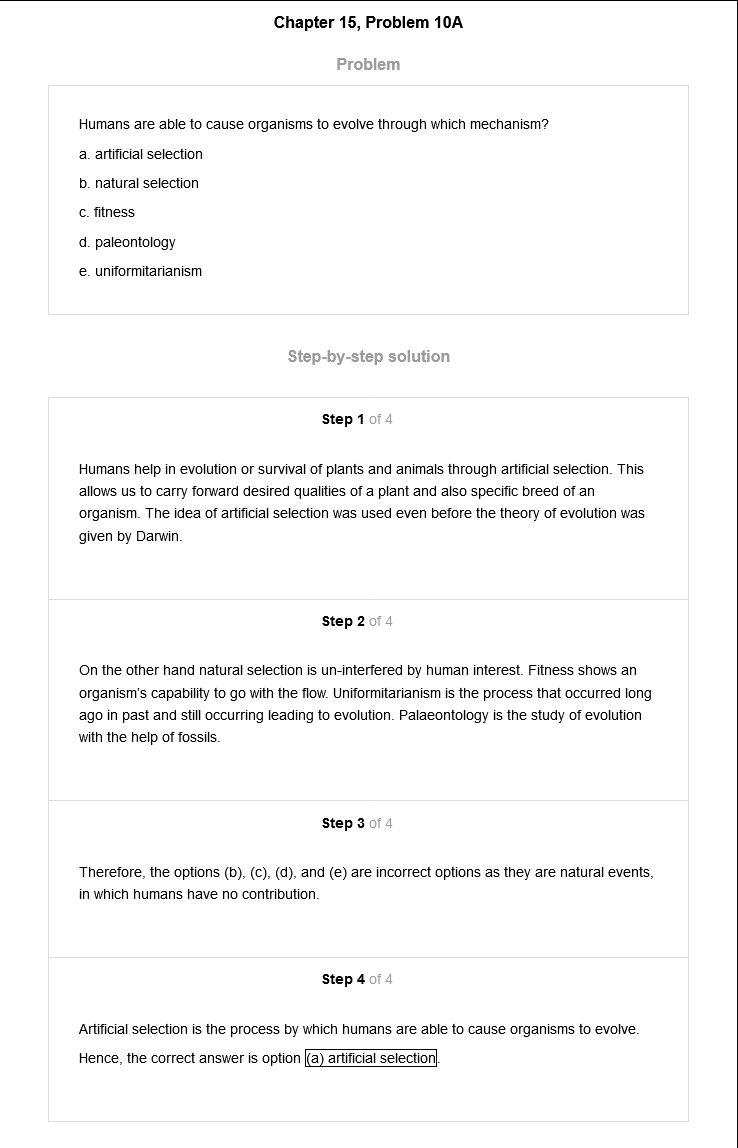 Chapter 15, Problem 10A
Problem
Humans are able to cause organisms to evolve through which mechanism?
a. artificial selection
b. natural selection
c. fitness
d. paleontology
e. uniformitarianism
Step-by-step solution
Step 1 of 4
Humans help in evolution or survival of plants and animals through artificial selection. This
allows us to carry forward desired qualities of a plant and also specific breed of an
organism. The idea of artificial selection was used even before the theory of evolution was
given by Darwin.
Step 2 of 4
On the other hand natural selection is un-interfered by human interest. Fitness shows an
organism's capability to go with the flow. Uniformitarianism is the process that occurred long
ago in past and still occurring leading to evolution. Palaeontology is the study of evolution
with the help of fossils.
Step 3 of 4
Therefore, the options (b), (c), (d), and (e) are incorrect options as they are natural events,
in which humans have no contribution.
Step 4 of 4
Artificial selection is the process by which humans are able to cause organisms to evolve.
Hence, the correct answer is option (a) artificial selection.